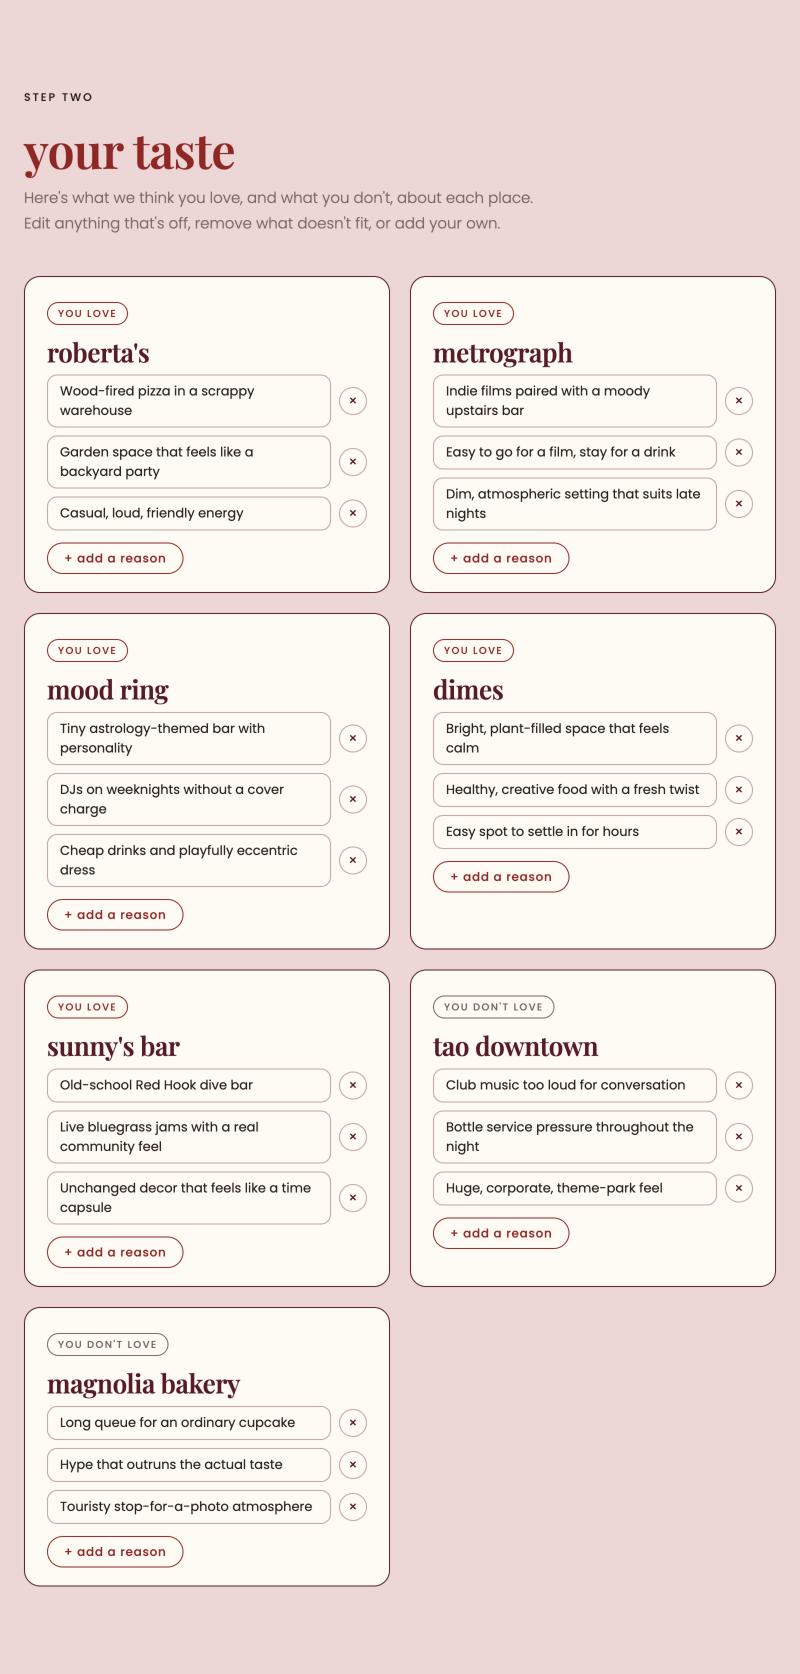 STEP TWO
your taste
Here's what we think you love, and what you don't, about each place.
Edit anything that's off, remove what doesn't fit, or add your own.
YOU LOVE
roberta's
Wood-fired pizza in a scrappy
warehouse
×
Garden space that feels like a
backyard party
×
Casual, loud, friendly energy
×
+ add a reason
YOU LOVE
metrograph
Indie films paired with a moody
upstairs bar
×
Easy to go for a film, stay for a drink
×
Dim, atmospheric setting that suits late
nights
×
+ add a reason
YOU LOVE
mood ring
Tiny astrology-themed bar with
personality
×
DJs on weeknights without a cover
charge
×
Cheap drinks and playfully eccentric
dress
×
+ add a reason
YOU LOVE
dimes
Bright, plant-filled space that feels
calm
×
Healthy, creative food with a fresh twist
×
Easy spot to settle in for hours
×
+ add a reason
YOU LOVE
sunny's bar
Old-school Red Hook dive bar
×
Live bluegrass jams with a real
community feel
×
Unchanged decor that feels like a time
capsule
×
+ add a reason
YOU DON'T LOVE
tao downtown
Club music too loud for conversation
×
Bottle service pressure throughout the
night
×
Huge, corporate, theme-park feel
×
+ add a reason
YOU DON'T LOVE
magnolia bakery
Long queue for an ordinary cupcake
×
Hype that outruns the actual taste
×
Touristy stop-for-a-photo atmosphere
×
+ add a reason